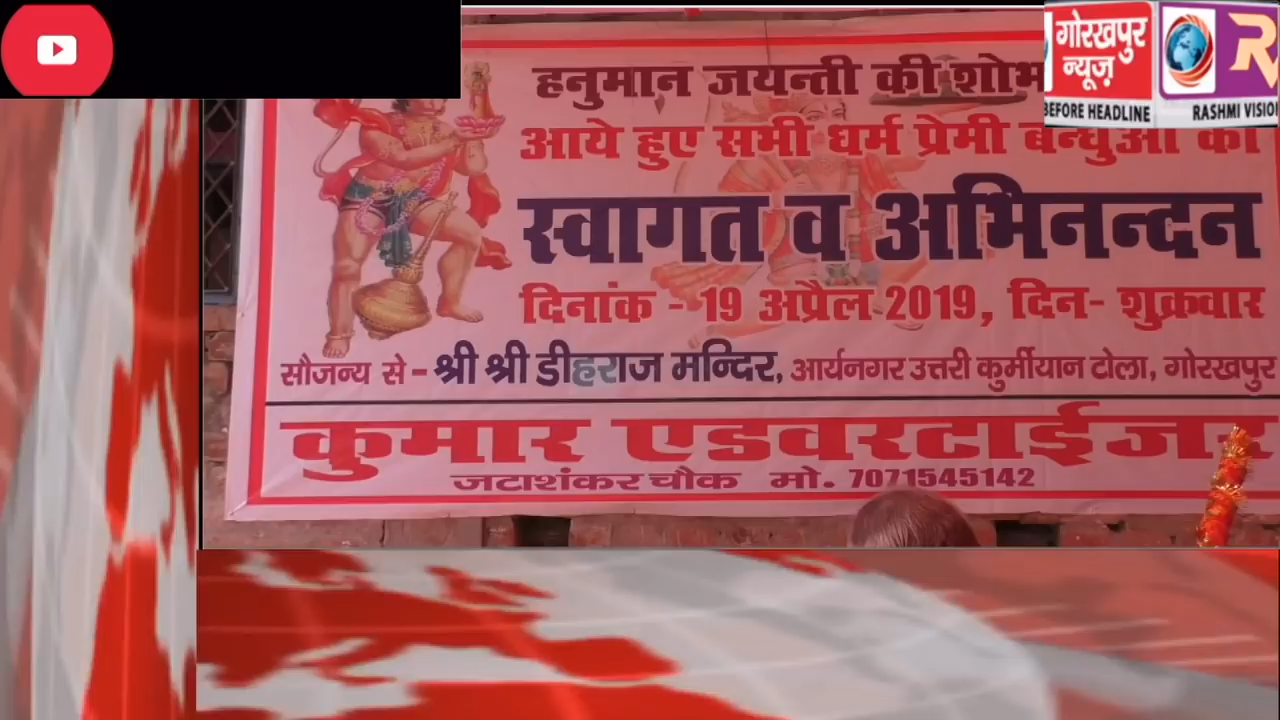 हनुमान जयन्ती की
आये हुए सभी धर्म प्रेमी बन्धुओं का
स्वागत व अभिनन्दन
दिनांक - 19 अप्रैल 2019, दिन- शुक्रवार
सौजन्य से - श्री श्री डीहराज मन्दिर, आर्यनगर उत्तरी कुर्मीयान टोला, गोरखपुर
कुमार एडवरटाईजर
जटाशंकर चौक मो. 7071545142
गोरखपुर
न्यूज़
BEFORE HEADLINE
R
RASHMI VISIO